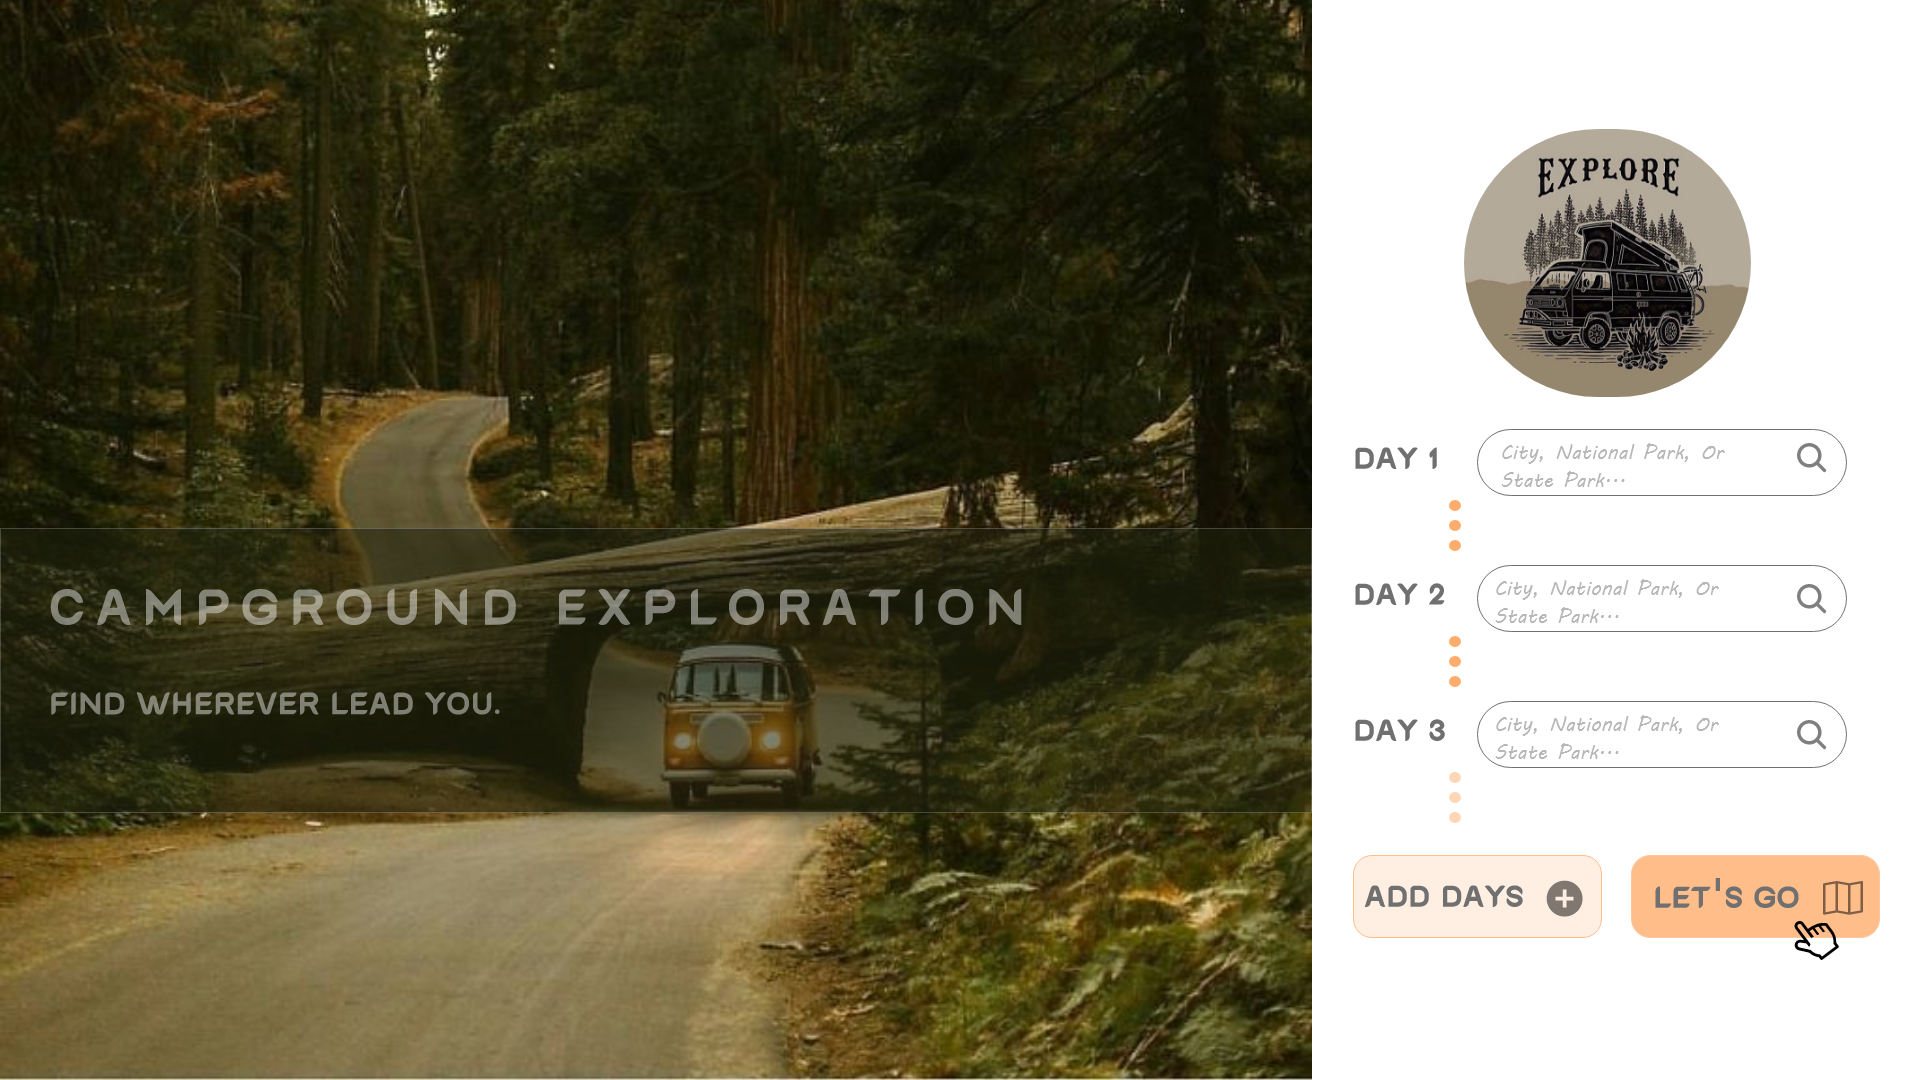 EXPLORE
DAY 1
City, National Park, Or
State Park...
DAY 2
City, National Park, Or
State Park...
DAY 3
City, National Park, Or
State Park...
CAMPGROUND EXPLORATION
FIND WHEREVER LEAD YOU.
ADD DAYS
LET'S GO